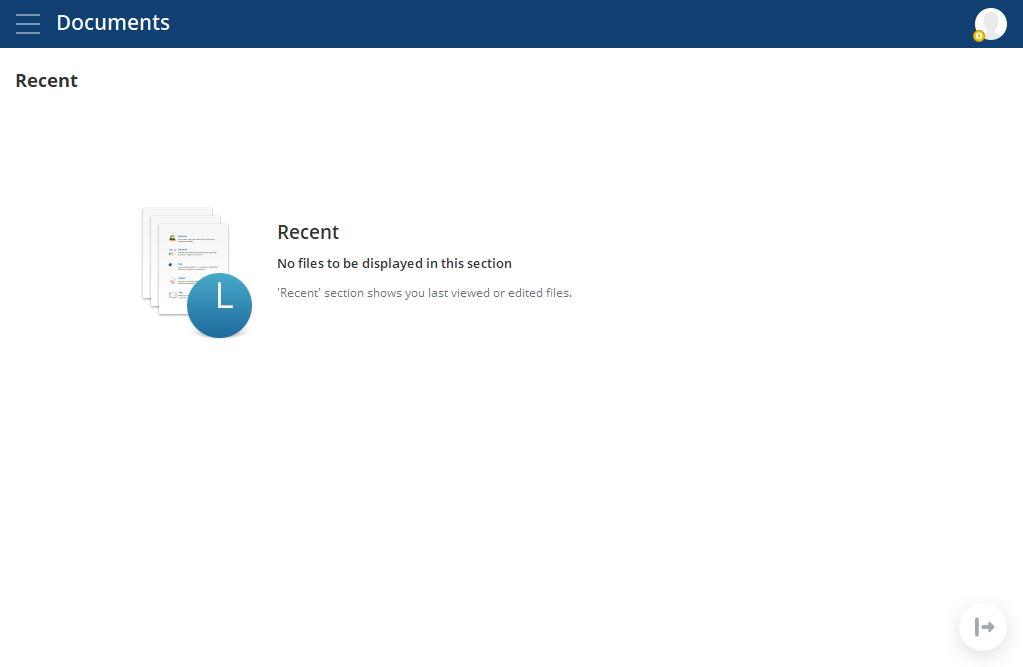 Documents
Recent
Recent
No files to be displayed in this section
'Recent' section shows you last viewed or edited files.